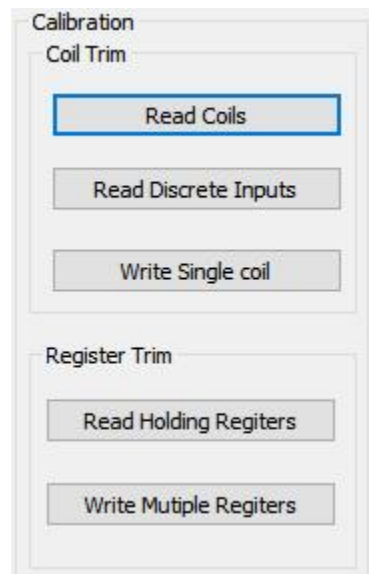 Calibration
Coil Trim
Read Coils
Read Discrete Inputs
Write Single coil
Register Trim
Read Holding Regiters
Write Mutiple Regiters